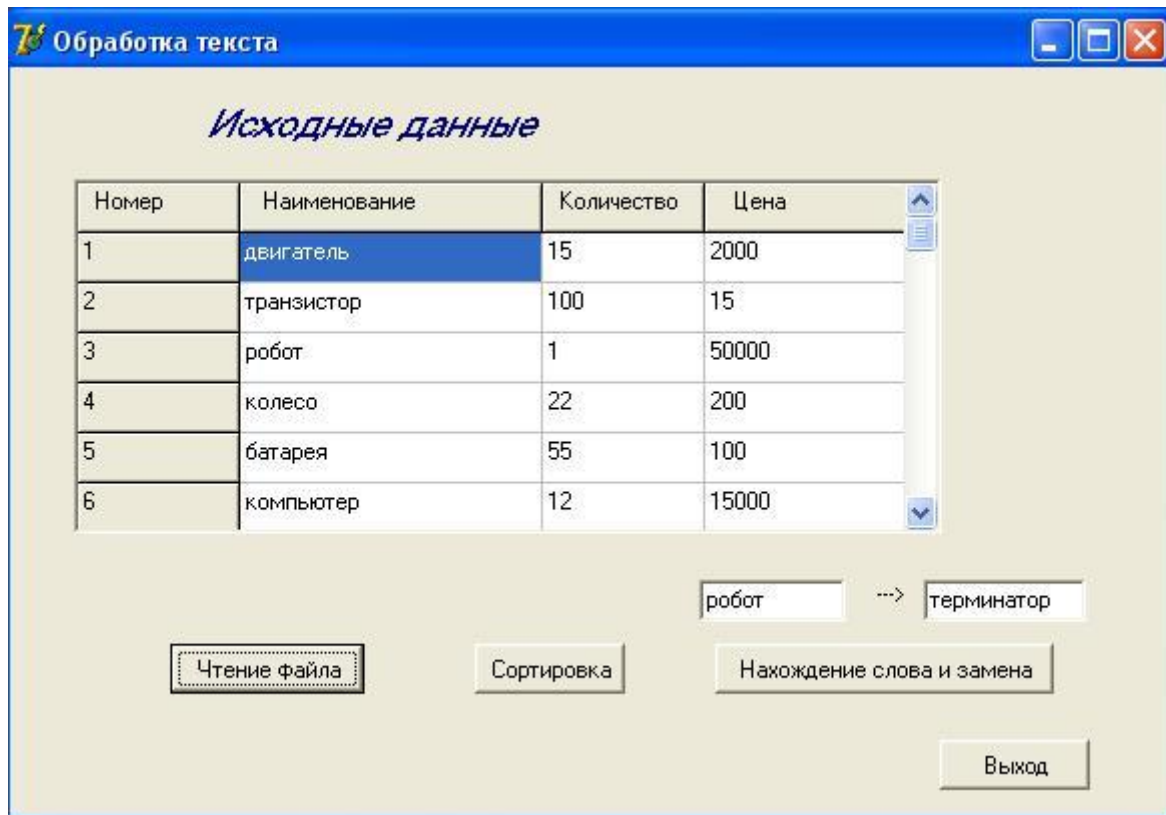 Обработка текста
Исходные данные
Номер Наименование Количество Цена
1 двигатель 15 2000
2 транзистор 100 15
3 робот 1 50000
4 колесо 22 200
5 батарея 55 100
6 компьютер 12 15000
робот ---> терминатор
Чтение файла Сортировка Нахождение слова и замена
Выход